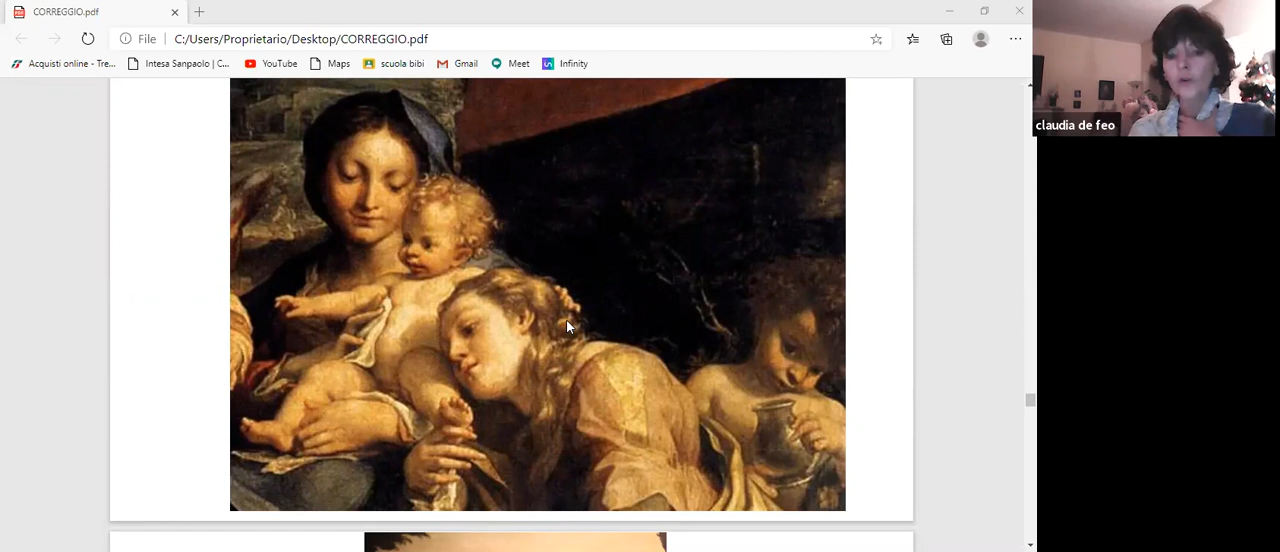 CORREGGIO.pdf
File C:/Users/Proprietario/Desktop/CORREGGIO.pdf
Acquisti online - Tre... Intesa Sanpaolo | C... YouTube Maps scuola bibi Gmail Meet Infinity
claudia de feo